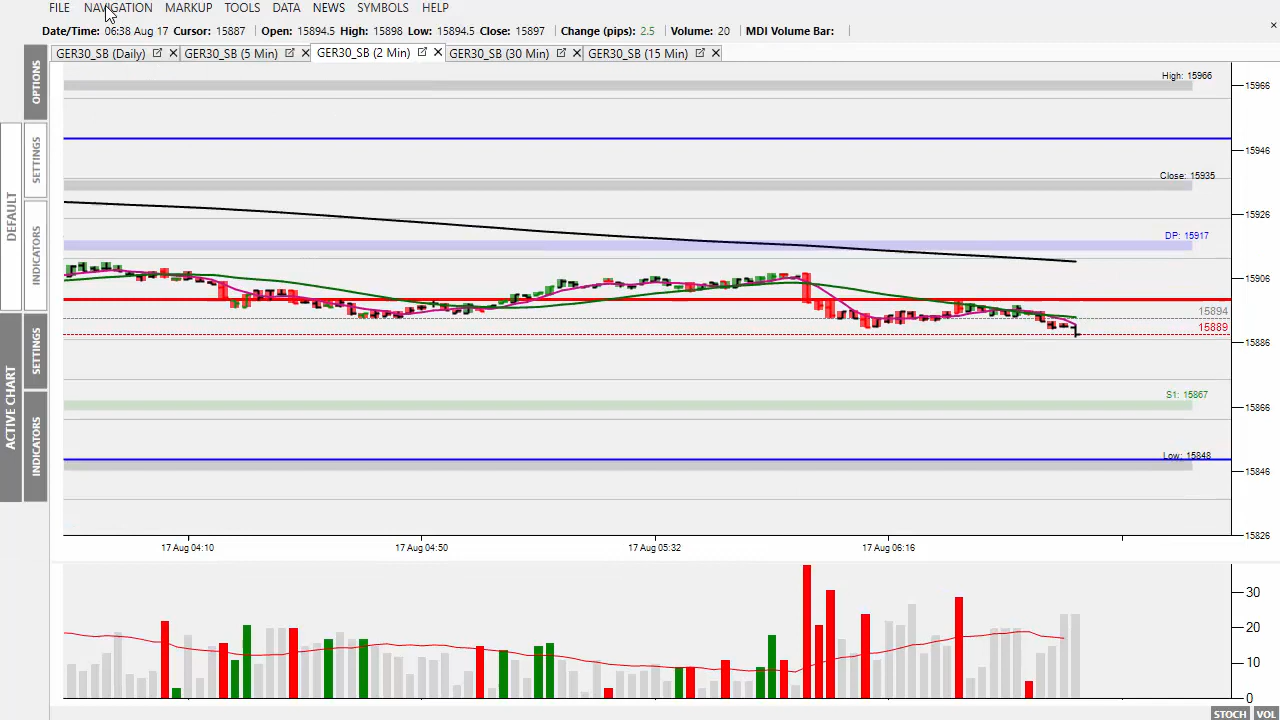 FILE NAVIGATION MARKUP TOOLS DATA NEWS SYMBOLS HELP
Date/Time: 06:38 Aug 17 Cursor: 15887 Open: 15894.5 High: 15898 Low: 15894.5 Close: 15897 Change (pips): 2.5 Volume: 20 MDI Volume Bar:
GER30_SB (Daily) GER30_SB (5 Min) GER30_SB (2 Min) GER30_SB (30 Min) GER30_SB (15 Min)
OPTIONS
DEFAULT
SETTINGS
INDICATORS
ACTIVE CHART
SETTINGS
INDICATORS
High: 15966
15966
15946
Close: 15935
15926
DP: 15917
15906
15894
15889
15886
S1: 15867
15866
Low: 15848
15846
15826
17 Aug 04:10 17 Aug 04:50 17 Aug 05:32 17 Aug 06:16
30
20
10
0
STOCH VOL